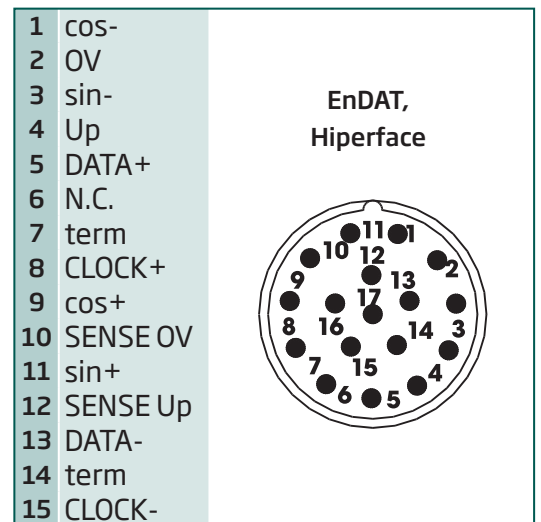 1 cos-
2 OV
3 sin-
4 Up
5 DATA+
6 N.C.
7 term
8 CLOCK+
9 cos+
10 SENSE OV
11 sin+
12 SENSE Up
13 DATA-
14 term
15 CLOCK-
EnDAT,
Hiperface
11 1
10 12 2
9 13
17
8 16 14 3
7 15 4
6 5